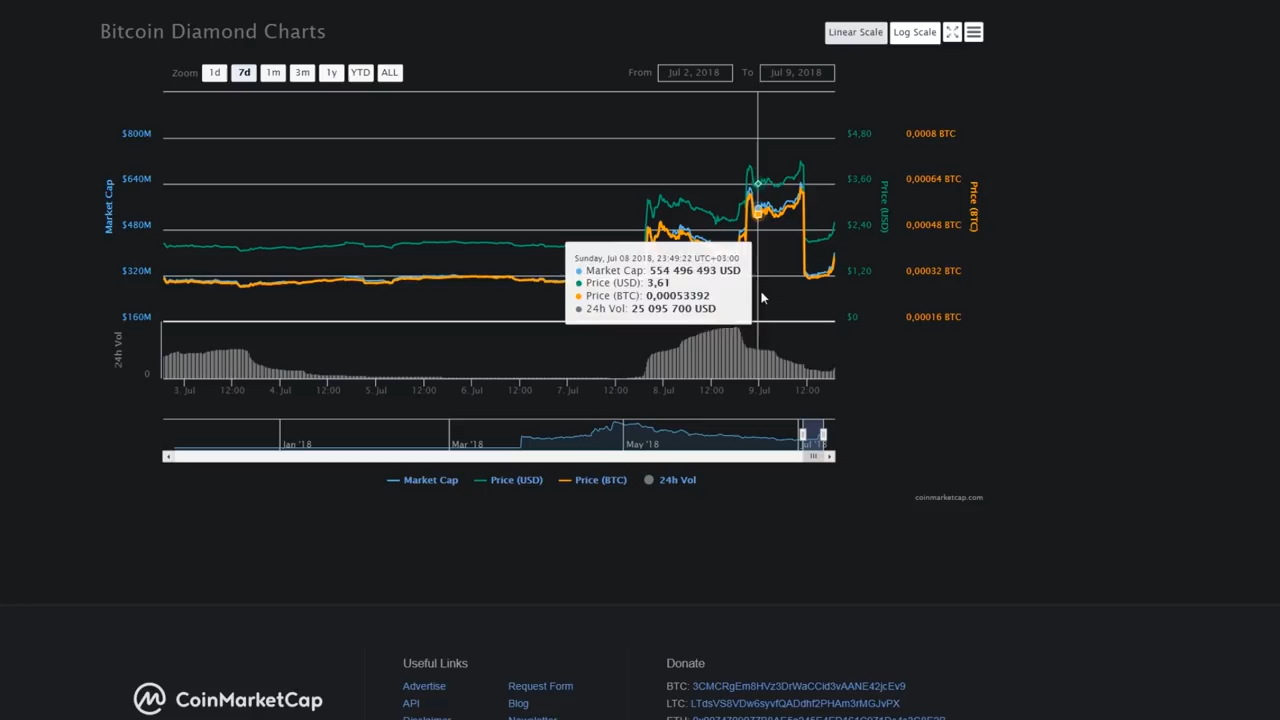 Bitcoin Diamond Charts
Linear Scale Log Scale
Zoom 1d 7d 1m 3m 1y YTD ALL From Jul 2, 2018 To Jul 9, 2018
$800M $4,80 0,0008 BTC
$640M $3,60 0,00064 BTC
Market Cap Price (USD) Price (BTC)
$480M $2,40 0,00048 BTC
$320M $1,20 0,00032 BTC
$160M $0 0,00016 BTC
Sunday, Jul 08 2018, 23:49:22 UTC+03:00
Market Cap: 554 496 493 USD
Price (USD): 3,61
Price (BTC): 0,00053392
24h Vol: 25 095 700 USD
24h Vol
0
3. Jul 12:00 4. Jul 12:00 5. Jul 12:00 6. Jul 12:00 7. Jul 12:00 8. Jul 12:00 9. Jul 12:00
Jan '18 Mar '18 May '18 Jul '18
Market Cap Price (USD) Price (BTC) 24h Vol
coinmarketcap.com
Useful Links Donate
CoinMarketCap
Advertise Request Form BTC: 3CMCRgEm8HVz3DrWaCCid3vAANE42jcEv9
API Blog LTC: LTdsVS8VDw6syvfQADdhf2PHAm3rMGJvPX